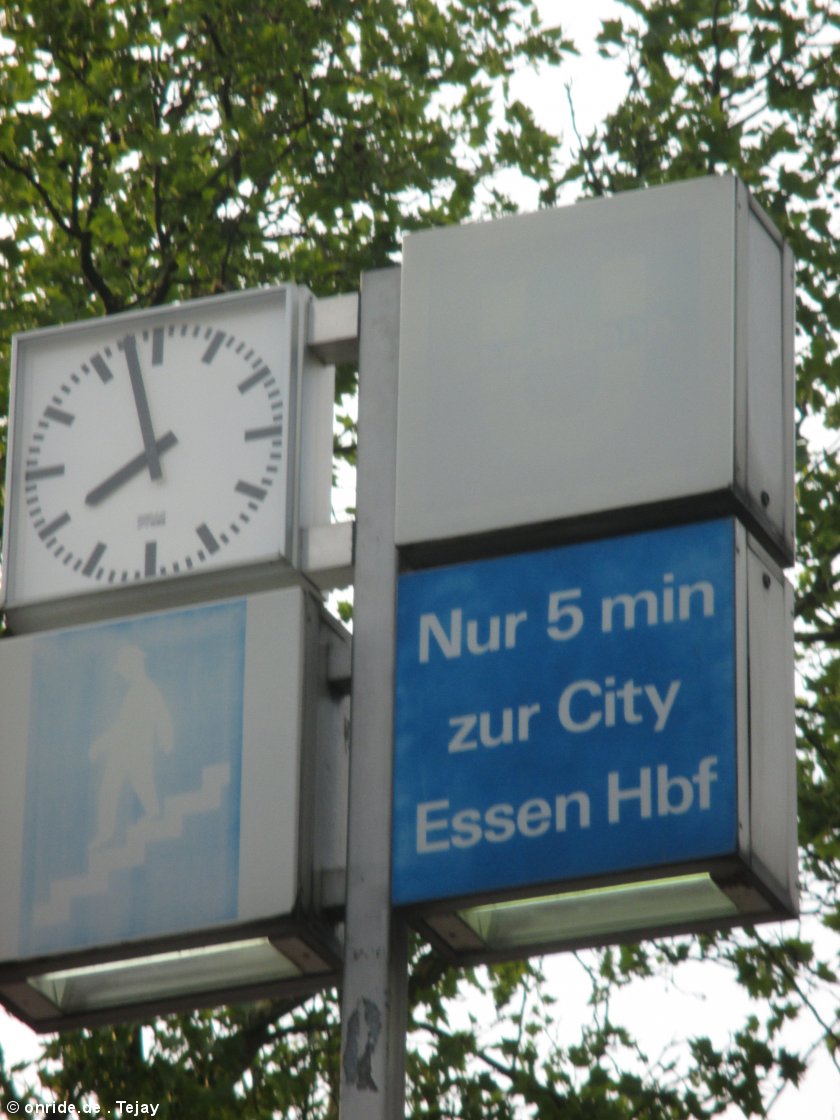 Nur 5 min
zur City
Essen Hbf
© onride.de . Tejay